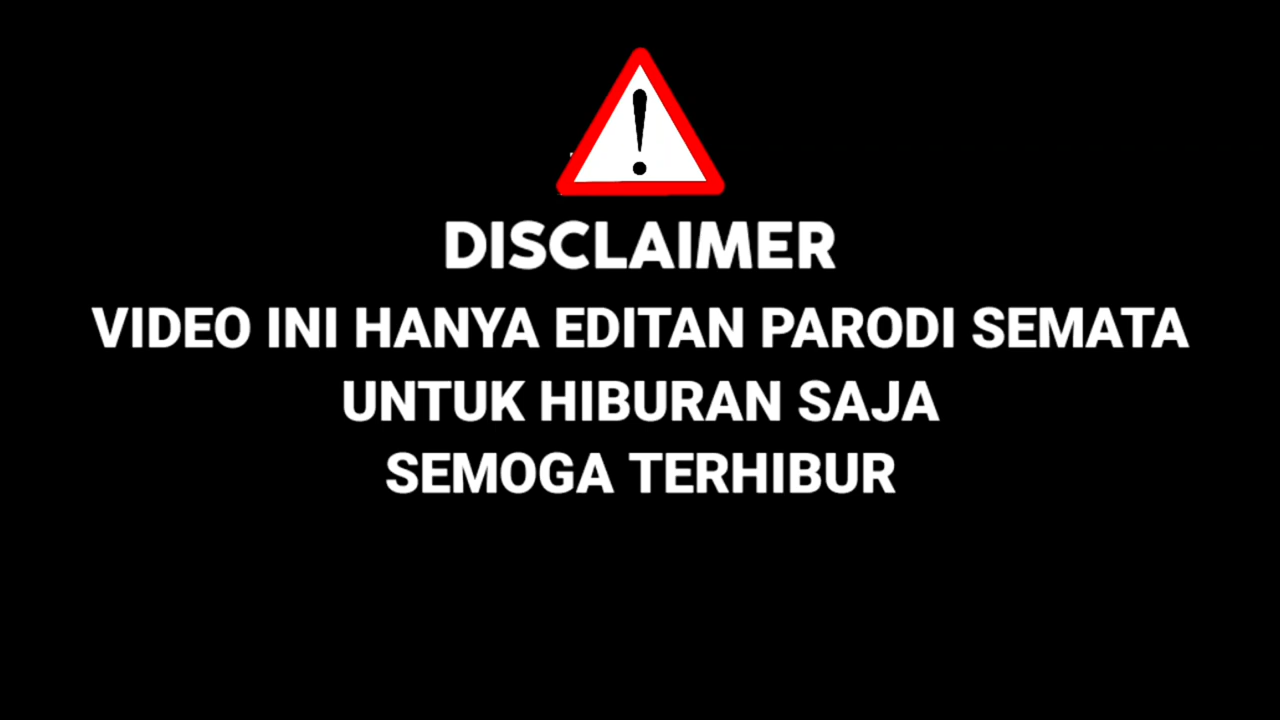 DISCLAIMER
VIDEO INI HANYA EDITAN PARODI SEMATA
UNTUK HIBURAN SAJA
SEMOGA TERHIBUR